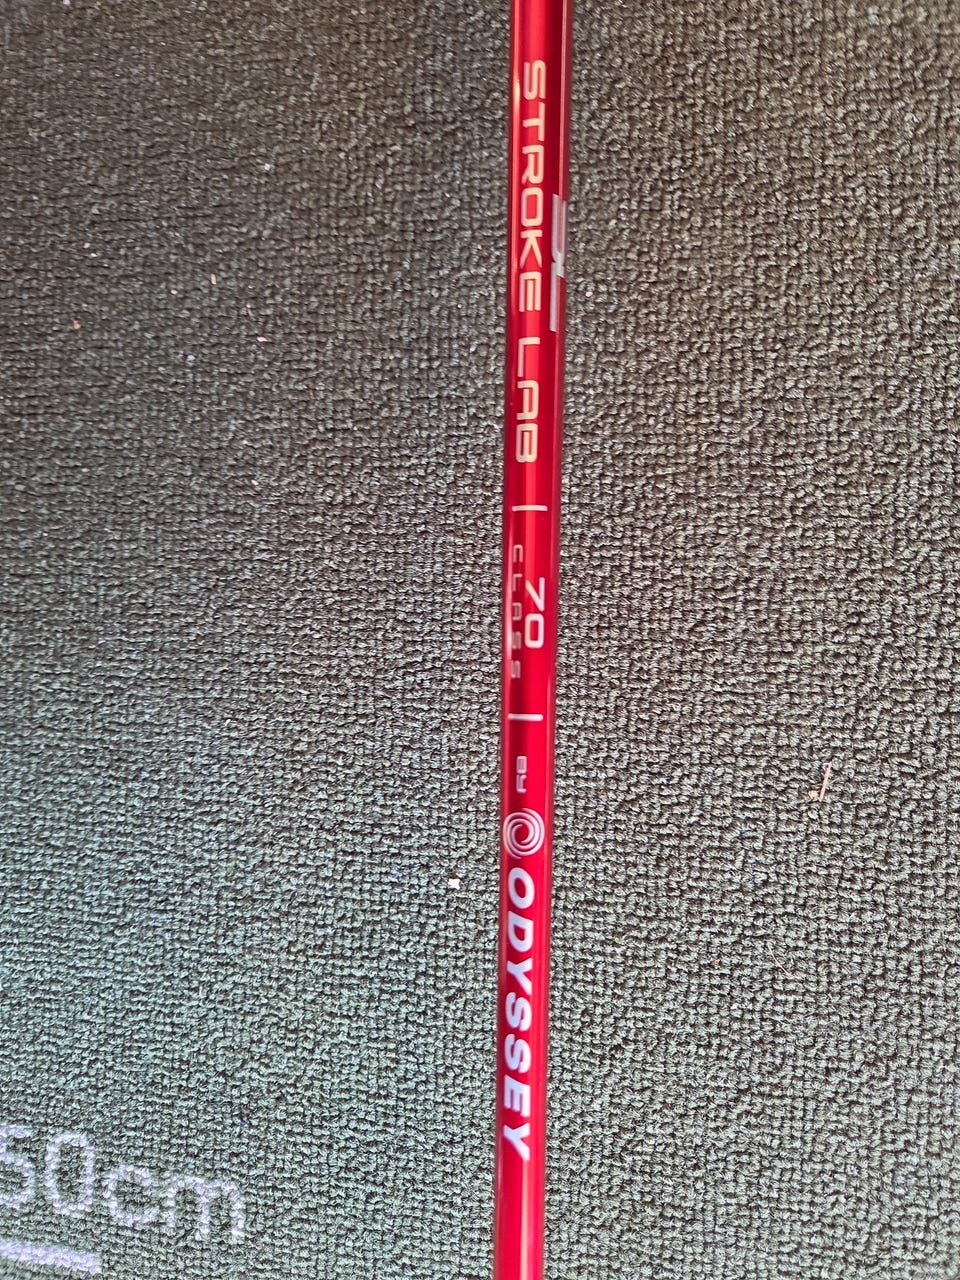 STROKE LAB | 70 CLASS | BY ODYSSEY
50cm